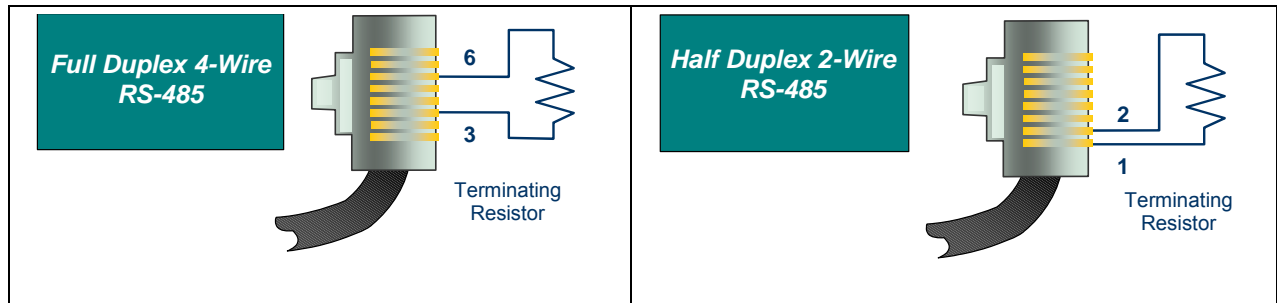 Full Duplex 4-Wire
RS-485
6
3
Terminating
Resistor
Half Duplex 2-Wire
RS-485
2
1
Terminating
Resistor